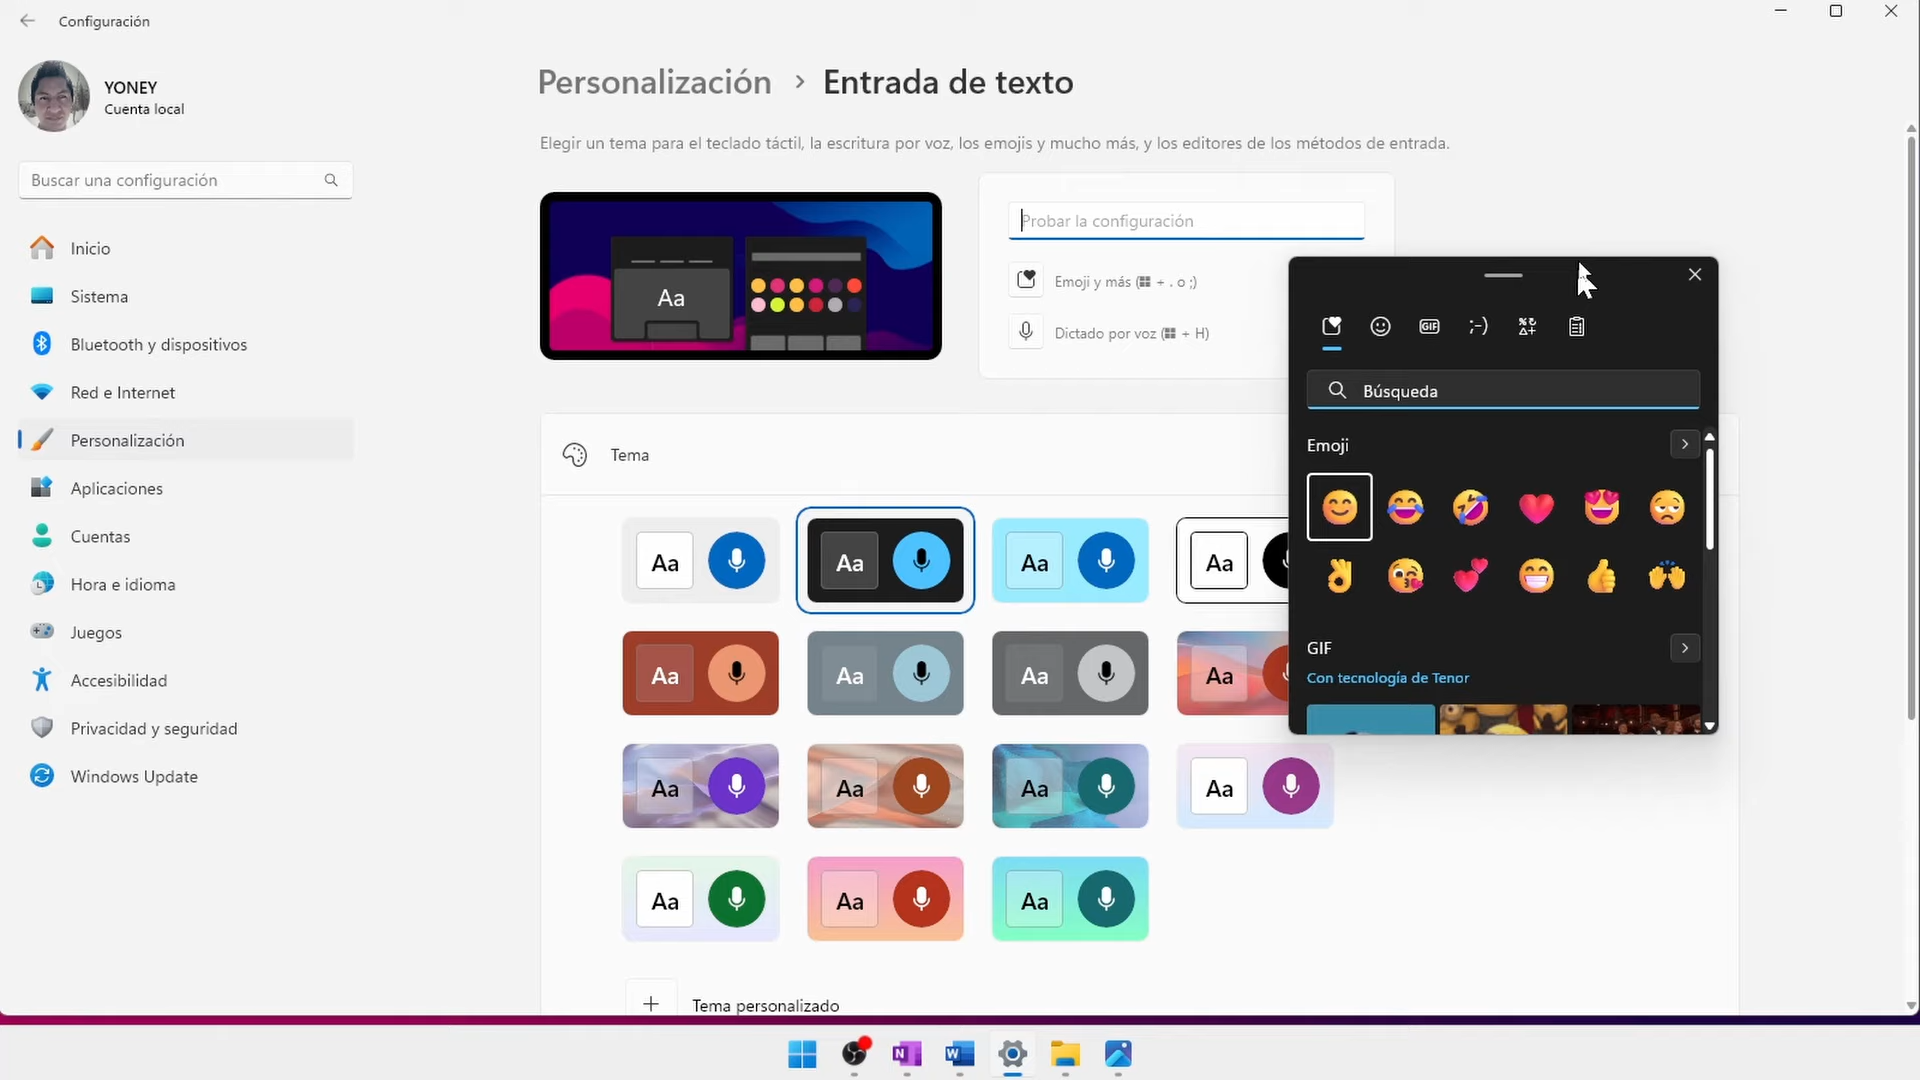 Configuración
YONEY
Cuenta local
Buscar una configuración
Inicio
Sistema
Bluetooth y dispositivos
Red e Internet
Personalización
Aplicaciones
Cuentas
Hora e idioma
Juegos
Accesibilidad
Privacidad y seguridad
Windows Update
Personalización > Entrada de texto
Elegir un tema para el teclado táctil, la escritura por voz, los emojis y mucho más, y los editores de los métodos de entrada.
Aa
Probar la configuración
Emoji y más (⊞ + . o ;)
Dictado por voz (⊞ + H)
Tema
Aa Aa Aa Aa
Aa Aa Aa Aa
Aa Aa Aa Aa
Aa Aa Aa
Tema personalizado
GIF ;-)
Búsqueda
Emoji
GIF
Con tecnología de Tenor
N W